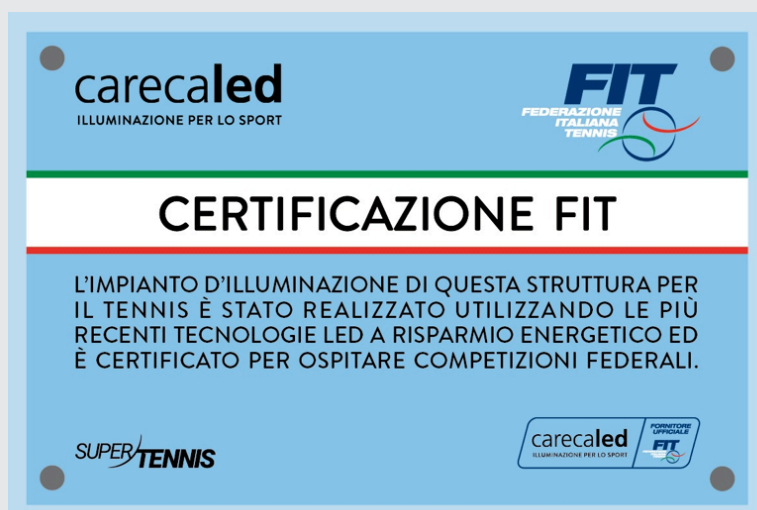 carecaled
ILLUMINAZIONE PER LO SPORT
FIT
FEDERAZIONE
ITALIANA
TENNIS
CERTIFICAZIONE FIT
L'IMPIANTO D'ILLUMINAZIONE DI QUESTA STRUTTURA PER
IL TENNIS È STATO REALIZZATO UTILIZZANDO LE PIÙ
RECENTI TECNOLOGIE LED A RISPARMIO ENERGETICO ED
È CERTIFICATO PER OSPITARE COMPETIZIONI FEDERALI.
SUPERTENNIS
carecaled
ILLUMINAZIONE PER LO SPORT
FORNITORE
UFFICIALE
FIT